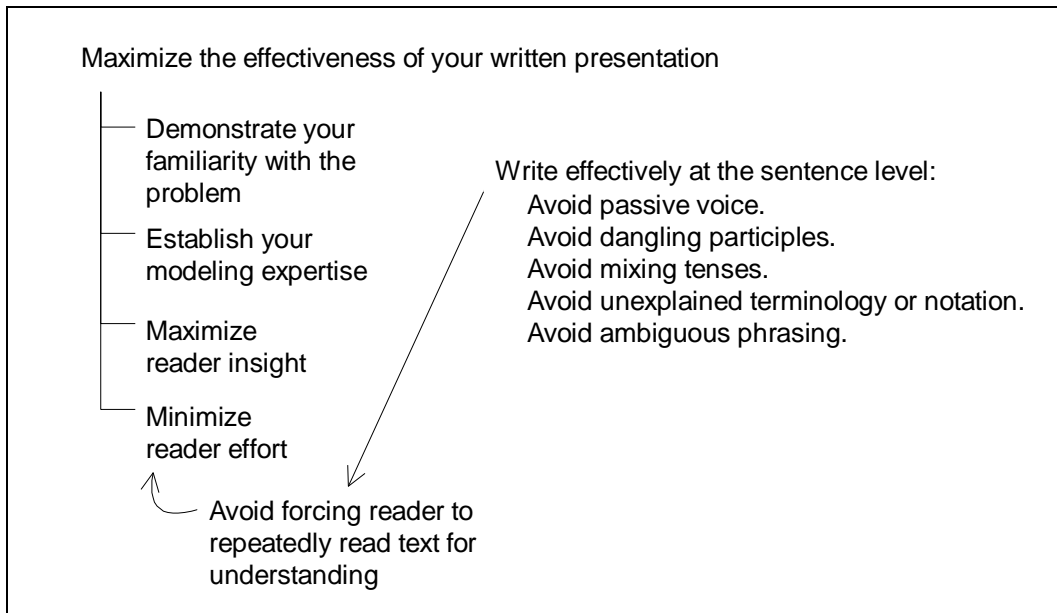 Maximize the effectiveness of your written presentation
Demonstrate your
familiarity with the
problem
Establish your
modeling expertise
Maximize
reader insight
Minimize
reader effort
Write effectively at the sentence level:
Avoid passive voice.
Avoid dangling participles.
Avoid mixing tenses.
Avoid unexplained terminology or notation.
Avoid ambiguous phrasing.
Avoid forcing reader to
repeatedly read text for
understanding